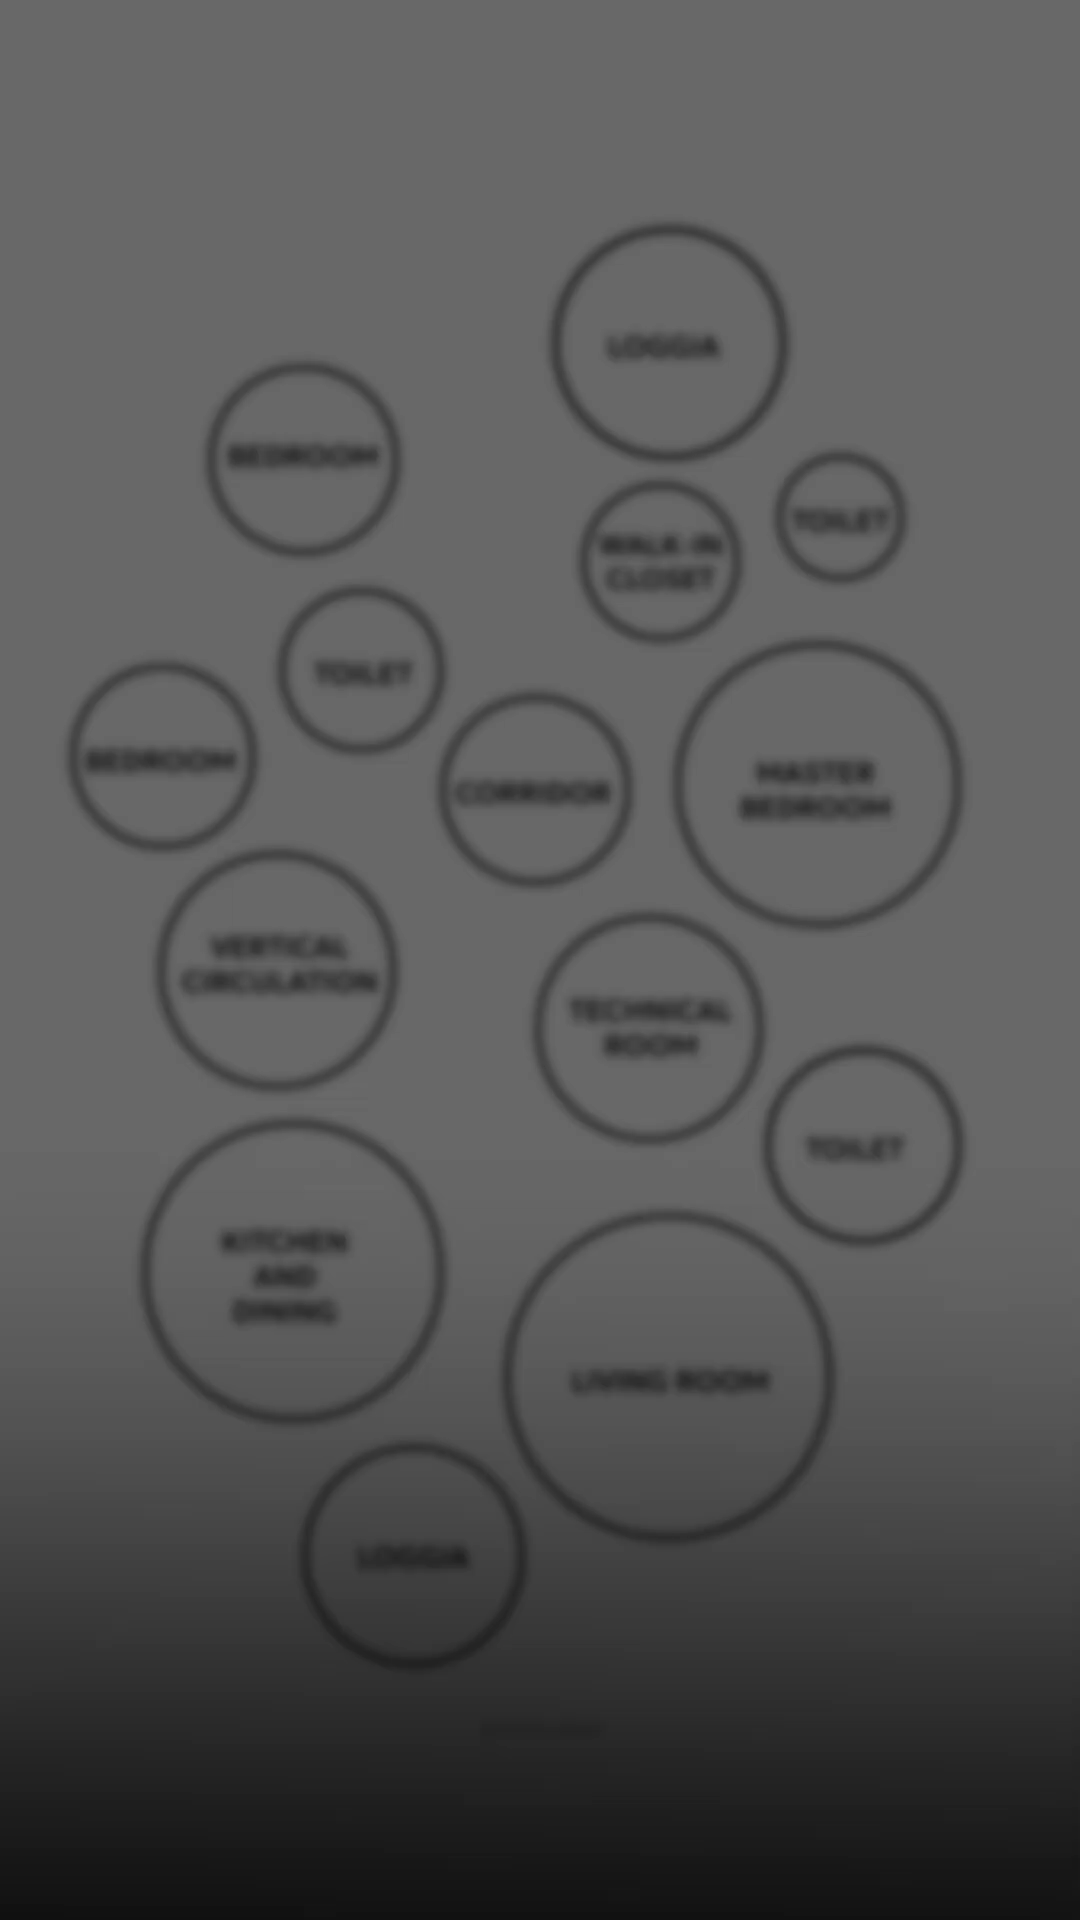 LOGGIA
BEDROOM
TOILET
WALK-IN
CLOSET
TOILET
BEDROOM
CORRIDOR
MASTER
BEDROOM
VERTICAL
CIRCULATION
TECHNICAL
ROOM
TOILET
KITCHEN
AND
DINING
LIVING ROOM
LOGGIA